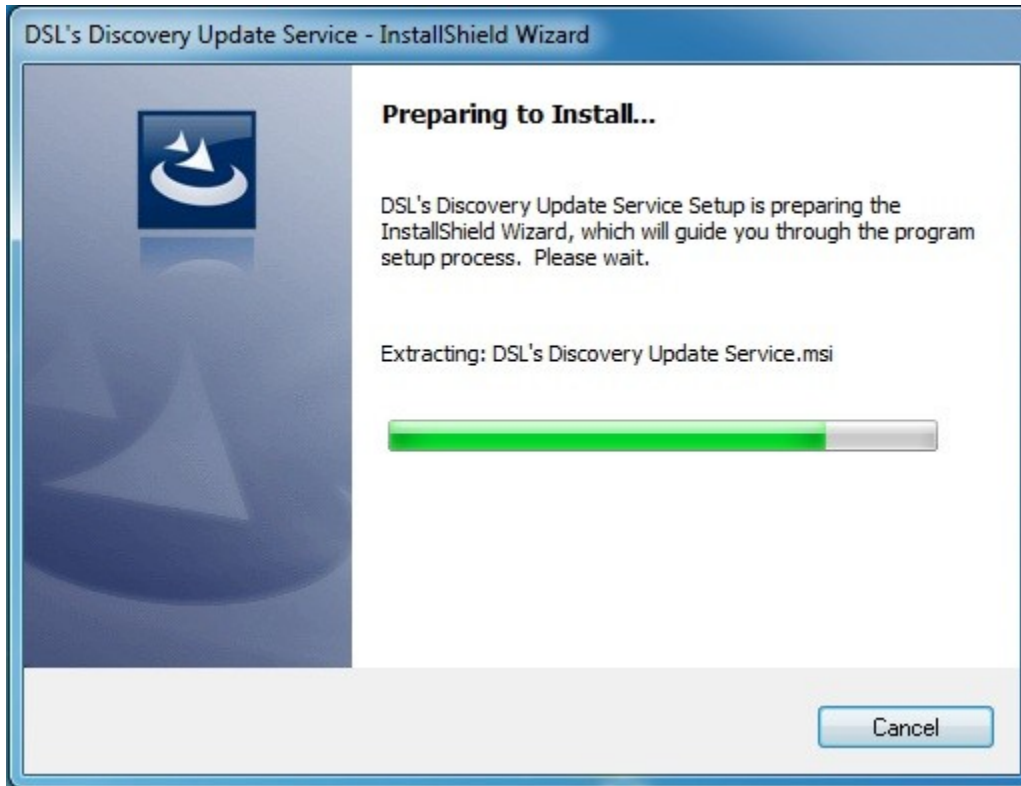 DSL's Discovery Update Service - InstallShield Wizard
Preparing to Install...
DSL's Discovery Update Service Setup is preparing the
InstallShield Wizard, which will guide you through the program
setup process.  Please wait.
Extracting: DSL's Discovery Update Service.msi
Cancel